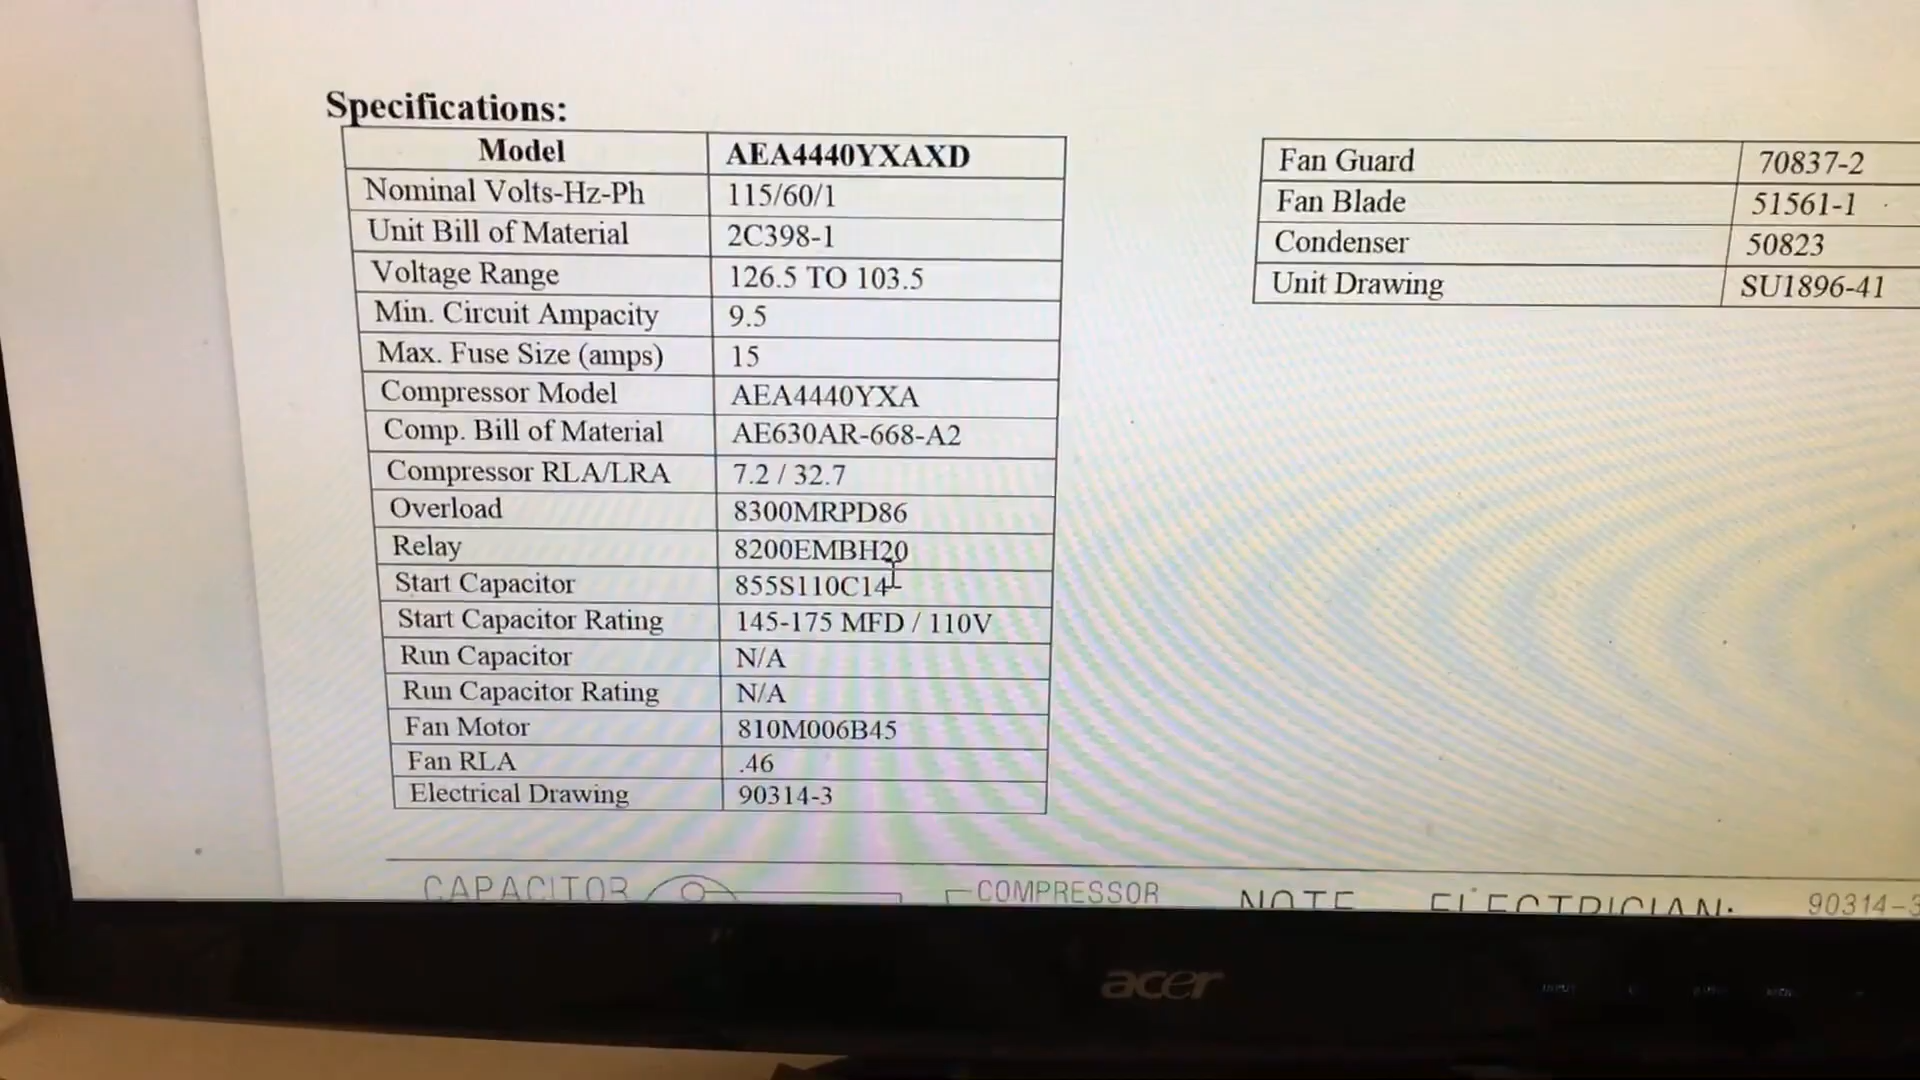 Specifications:
Model AEA4440YXAXD
Nominal Volts-Hz-Ph 115/60/1
Unit Bill of Material 2C398-1
Voltage Range 126.5 TO 103.5
Min. Circuit Ampacity 9.5
Max. Fuse Size (amps) 15
Compressor Model AEA4440YXA
Comp. Bill of Material AE630AR-668-A2
Compressor RLA/LRA 7.2 / 32.7
Overload 8300MRPD86
Relay 8200EMBH20
Start Capacitor 855S110C14
Start Capacitor Rating 145-175 MFD / 110V
Run Capacitor N/A
Run Capacitor Rating N/A
Fan Motor 810M006B45
Fan RLA .46
Electrical Drawing 90314-3
Fan Guard 70837-2
Fan Blade 51561-1
Condenser 50823
Unit Drawing SU1896-41
CAPACITOR
COMPRESSOR
NOTE ELECTRICIAN:
90314-3
acer